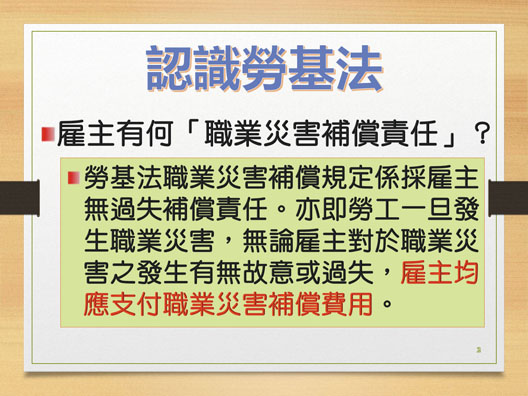 認識勞基法
雇主有何「職業災害補償責任」？
勞基法職業災害補償規定係採雇主
無過失補償責任。亦即勞工一旦發
生職業災害，無論雇主對於職業災
害之發生有無故意或過失，雇主均
應支付職業災害補償費用。